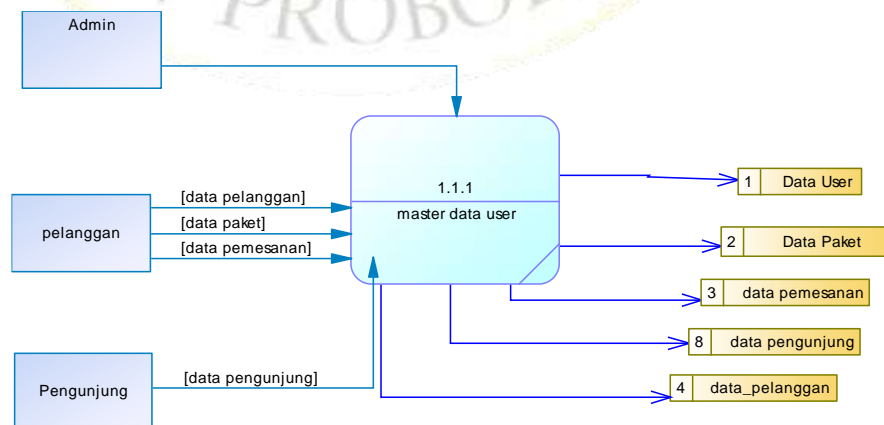 PROBO
Admin
1.1.1
master data user
pelanggan
[data pelanggan]
[data paket]
[data pemesanan]
Pengunjung
[data pengunjung]
1 Data User
2 Data Paket
3 data pemesanan
8 data pengunjung
4 data_pelanggan